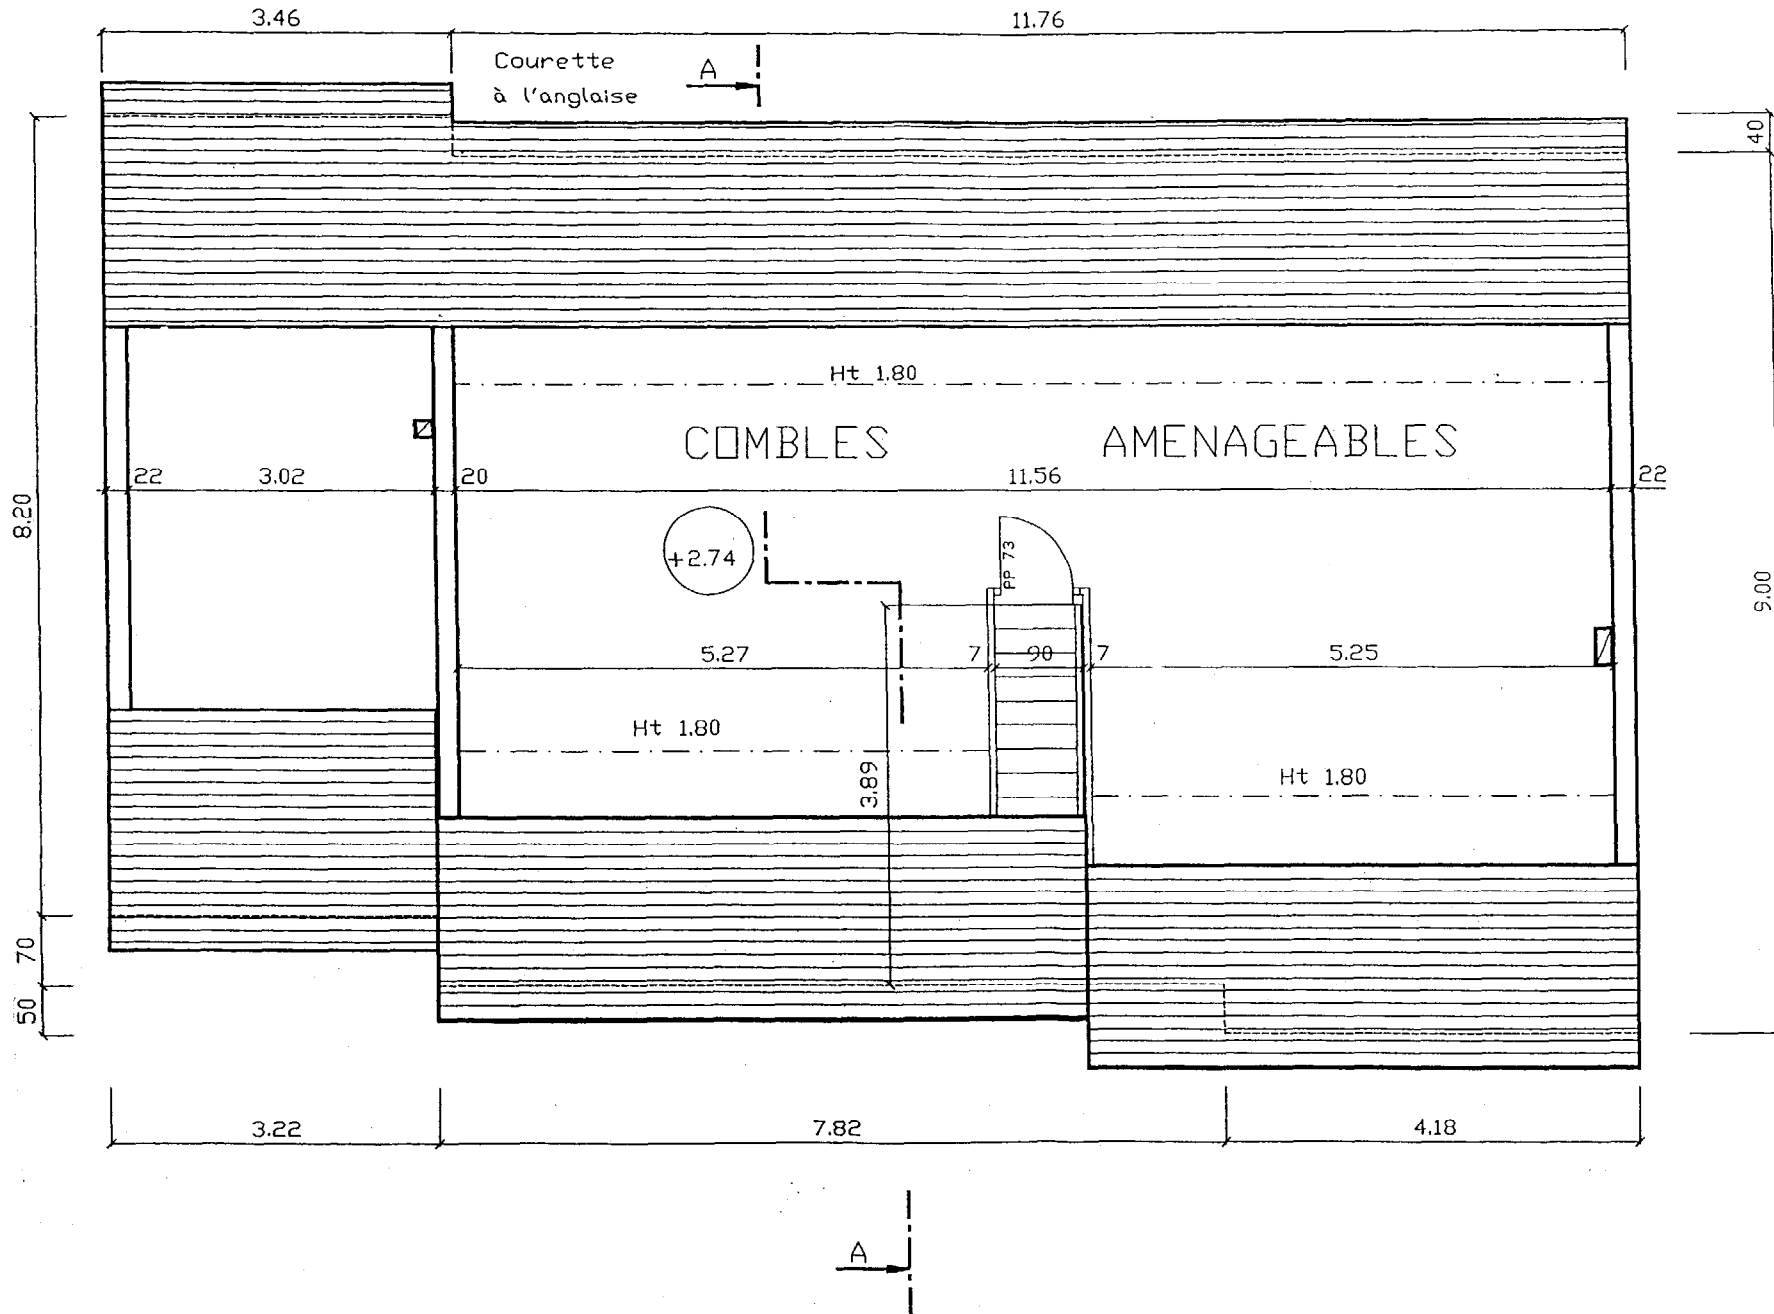 3.46
11.76
Courette
à l'anglaise
A
40
Ht 1.80
COMBLES AMENAGEABLES
22
3.02
20
11.56
22
8.20
+2.74
PP 73
9.00
5.27
7
90
7
5.25
Ht 1.80
3.89
Ht 1.80
70
50
3.22
7.82
4.18
A